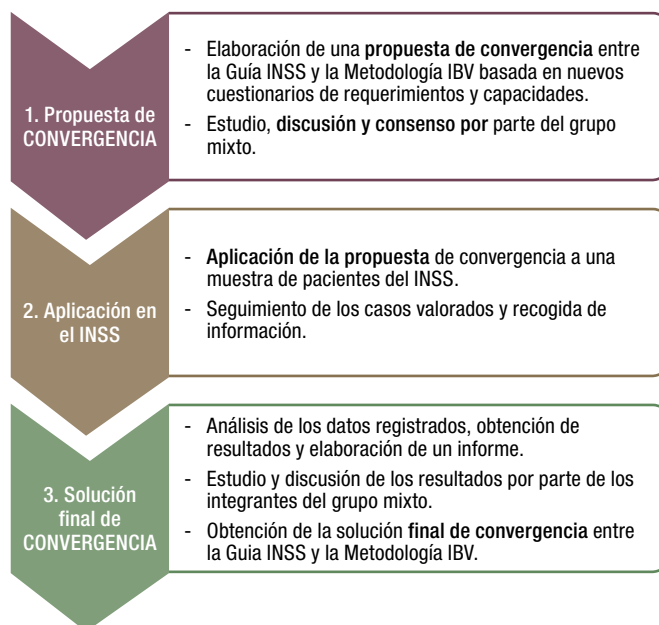 1. Propuesta de
CONVERGENCIA
- Elaboración de una propuesta de convergencia entre
la Guía INSS y la Metodología IBV basada en nuevos
cuestionarios de requerimientos y capacidades.
- Estudio, discusión y consenso por parte del grupo
mixto.
2. Aplicación en
el INSS
- Aplicación de la propuesta de convergencia a una
muestra de pacientes del INSS.
- Seguimiento de los casos valorados y recogida de
información.
3. Solución
final de
CONVERGENCIA
- Análisis de los datos registrados, obtención de
resultados y elaboración de un informe.
- Estudio y discusión de los resultados por parte de los
integrantes del grupo mixto.
- Obtención de la solución final de convergencia entre
la Guia INSS y la Metodología IBV.